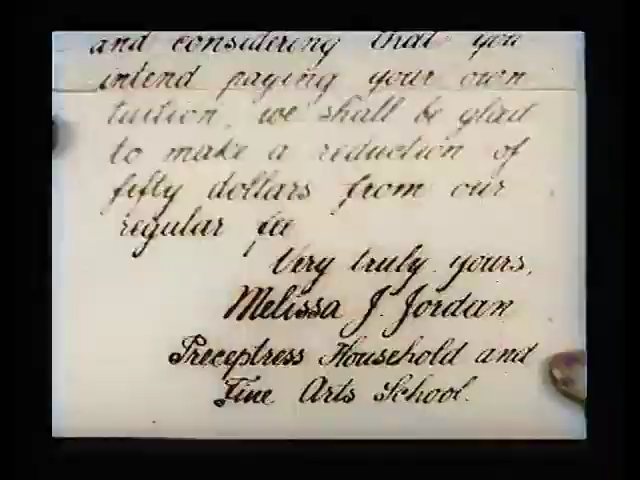 and considering that you
intend paying your own
tuition, we shall be glad
to make a reduction of
fifty dollars from our
regular fee
Very truly yours,
Melissa J. Jordan
Preceptress Household and
Fine Arts School.